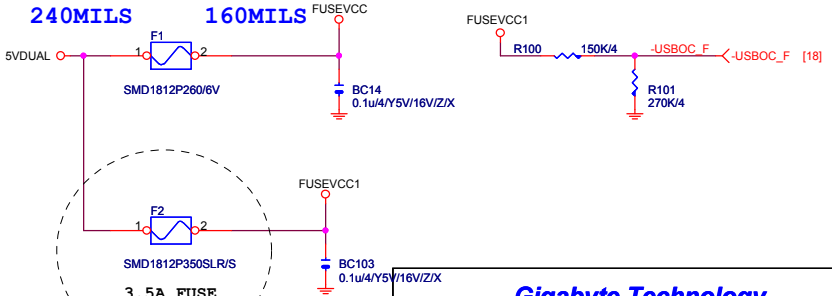 240MILS
160MILS
FUSEVCC
5VDUAL
F1
1
2
SMD1812P260/6V
BC14
0.1u/4/Y5V/16V/Z/X
FUSEVCC1
R100
150K/4
-USBOC_F
-USBOC_F [18]
R101
270K/4
FUSEVCC1
F2
1
2
SMD1812P350SLR/S
BC103
0.1u/4/Y5V/16V/Z/X
3.5A FUSE
Gigabyte Technology